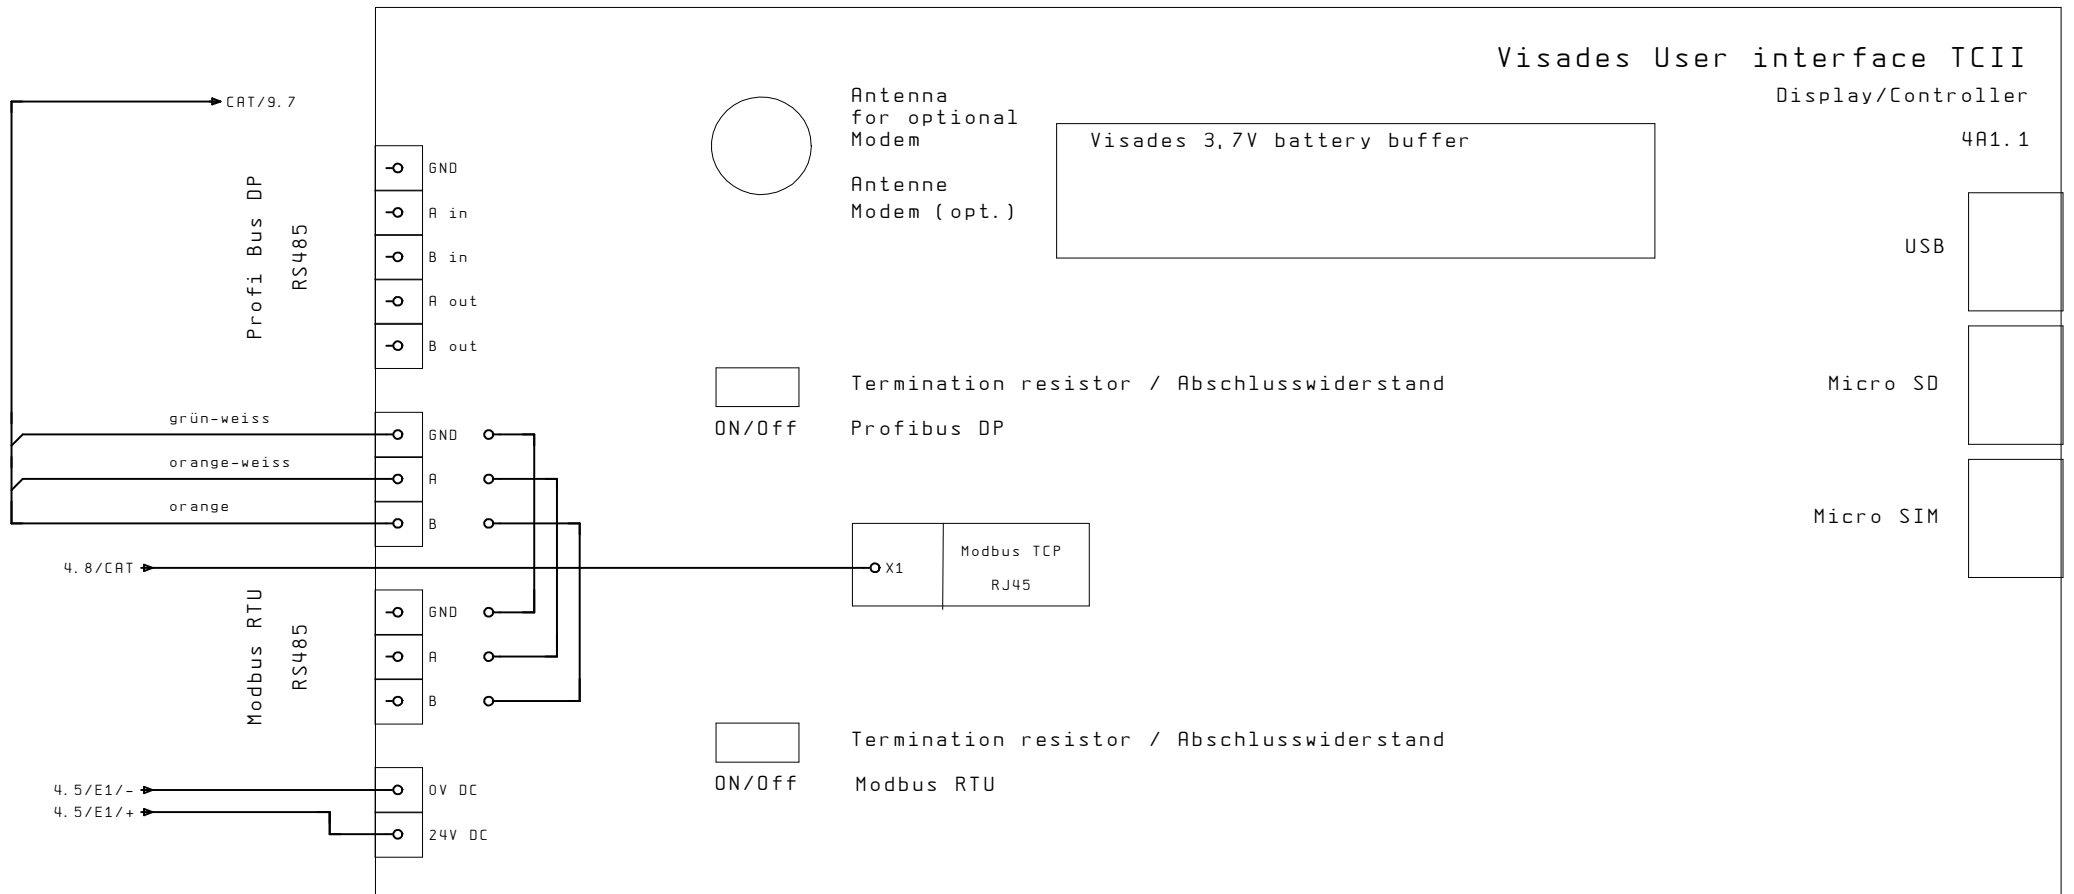 Visades User interface TCII
Display/Controller
4A1.1
CAT/9.7
Antenna
for optional
Modem
Antenne
Modem (opt.)
Visades 3,7V battery buffer
USB
Micro SD
Micro SIM
Profi Bus DP
RS485
GND
A in
B in
A out
B out
Termination resistor / Abschlusswiderstand
ON/Off Profibus DP
grün-weiss
GND
orange-weiss
A
orange
B
4.8/CAT
X1
Modbus TCP
RJ45
Modbus RTU
RS485
GND
A
B
Termination resistor / Abschlusswiderstand
ON/Off Modbus RTU
4.5/E1/-
0V DC
4.5/E1/+
24V DC